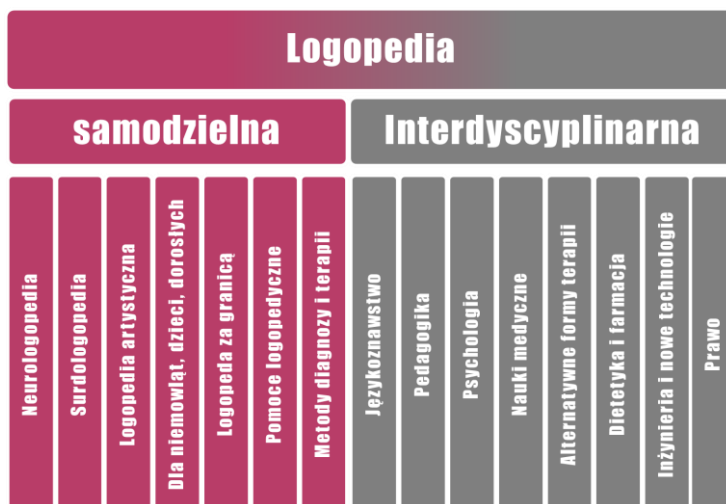 Logopedia
samodzielna
Interdyscyplinarna
Neurologopedia
Surdologopedia
Logopedia artystyczna
Dla niemowląt, dzieci, dorosłych
Logopeda za granicą
Pomoce logopedyczne
Metody diagnozy i terapii
Językoznawstwo
Pedagogika
Psychologia
Nauki medyczne
Alternatywne formy terapii
Dietetyka i farmacja
Inżynieria i nowe technologie
Prawo